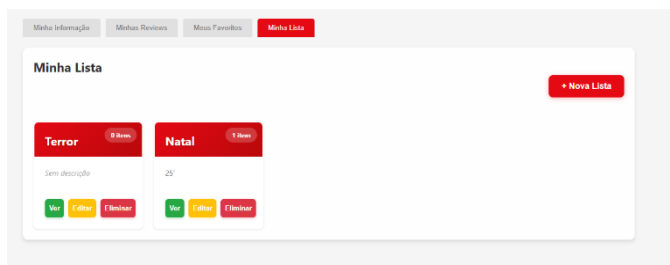 Minha Informação Minhas Reviews Meus Favoritos Minha Lista
Minha Lista
+ Nova Lista
Terror 0 itens Natal 1 itens
Sem descrição 25'
Ver Editar Eliminar Ver Editar Eliminar